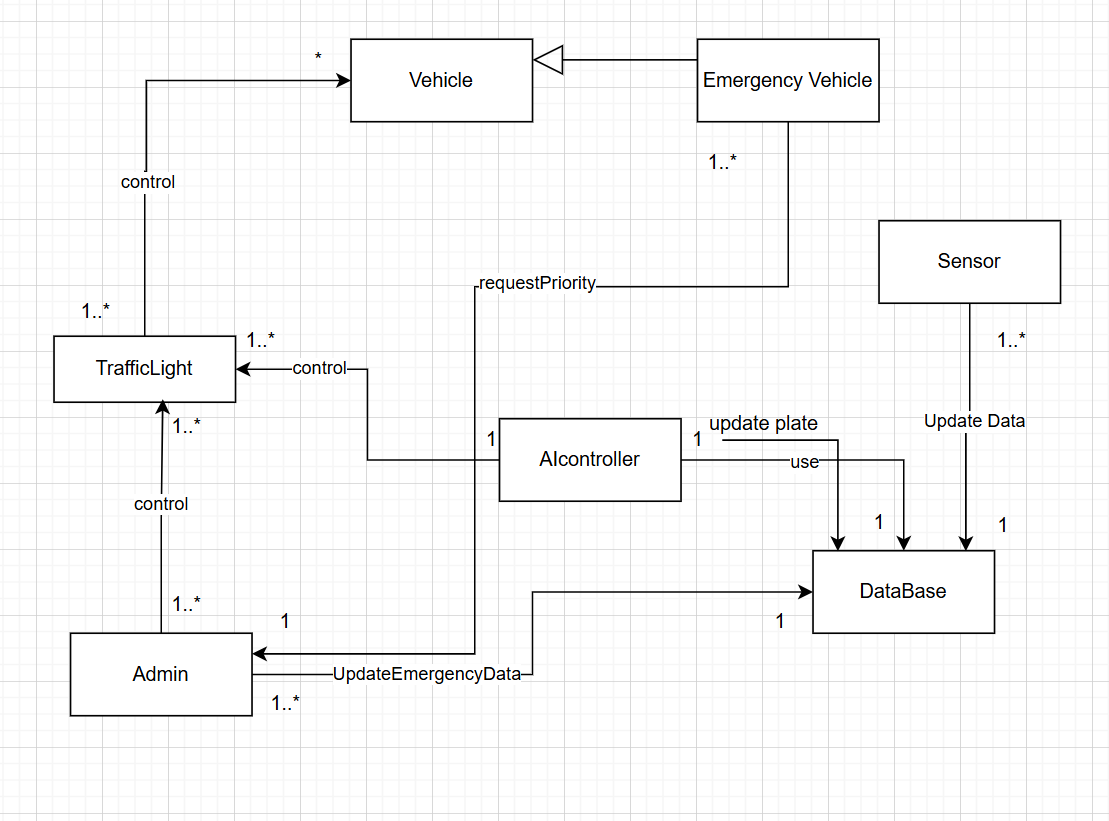 *
Vehicle
Emergency Vehicle
1..*
control
Sensor
requestPriority
1..*
1..*
1..*
TrafficLight
control
1..*
update plate
Update Data
1
1
AIcontroller
use
control
1
1
DataBase
1..*
1
1
Admin
UpdateEmergencyData
1..*